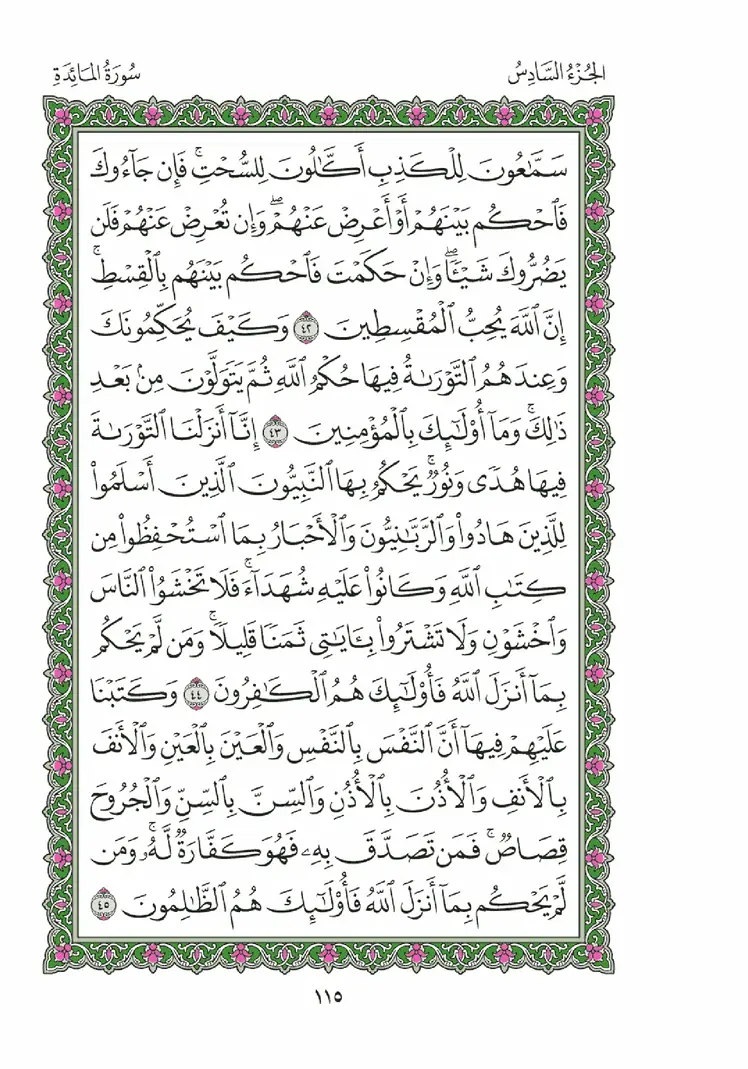 الجُزْءُ السَّادِسُ
سُورَةُ المَائِدَةِ
سَمَّٰعُونَ لِلْكَذِبِ أَكَّٰلُونَ لِلسُّحْتِۚ فَإِن جَآءُوكَ
فَٱحْكُم بَيْنَهُمْ أَوْ أَعْرِضْ عَنْهُمْۖ وَإِن تُعْرِضْ عَنْهُمْ فَلَن
يَضُرُّوكَ شَيْـًٔاۖ وَإِنْ حَكَمْتَ فَٱحْكُم بَيْنَهُم بِٱلْقِسْطِۚ
إِنَّ ٱللَّهَ يُحِبُّ ٱلْمُقْسِطِينَ ٤٢ وَكَيْفَ يُحَكِّمُونَكَ
وَعِندَهُمُ ٱلتَّوْرَىٰةُ فِيهَا حُكْمُ ٱللَّهِ ثُمَّ يَتَوَلَّوْنَ مِنۢ بَعْدِ
ذَٰلِكَۚ وَمَآ أُوْلَٰٓئِكَ بِٱلْمُؤْمِنِينَ ٤٣ إِنَّآ أَنزَلْنَا ٱلتَّوْرَىٰةَ
فِيهَا هُدًى وَنُورٌۚ يَحْكُمُ بِهَا ٱلنَّبِيُّونَ ٱلَّذِينَ أَسْلَمُوا۟
لِلَّذِينَ هَادُوا۟ وَٱلرَّبَّٰنِيُّونَ وَٱلْأَحْبَارُ بِمَا ٱسْتُحْفِظُوا۟ مِن
كِتَٰبِ ٱللَّهِ وَكَانُوا۟ عَلَيْهِ شُهَدَآءَۚ فَلَا تَخْشَوُا۟ ٱلنَّاسَ
وَٱخْشَوْنِ وَلَا تَشْتَرُوا۟ بِـَٔايَٰتِى ثَمَنًا قَلِيلًاۚ وَمَن لَّمْ يَحْكُم
بِمَآ أَنزَلَ ٱللَّهُ فَأُوْلَٰٓئِكَ هُمُ ٱلْكَٰفِرُونَ ٤٤ وَكَتَبْنَا
عَلَيْهِمْ فِيهَآ أَنَّ ٱلنَّفْسَ بِٱلنَّفْسِ وَٱلْعَيْنَ بِٱلْعَيْنِ وَٱلْأَنفَ
بِٱلْأَنفِ وَٱلْأُذُنَ بِٱلْأُذُنِ وَٱلسِّنَّ بِٱلسِّنِّ وَٱلْجُرُوحَ
قِصَاصٌۚ فَمَن تَصَدَّقَ بِهِۦ فَهُوَ كَفَّارَةٌ لَّهُۥۚ وَمَن
لَّمْ يَحْكُم بِمَآ أَنزَلَ ٱللَّهُ فَأُوْلَٰٓئِكَ هُمُ ٱلظَّٰلِمُونَ ٤٥
١١٥